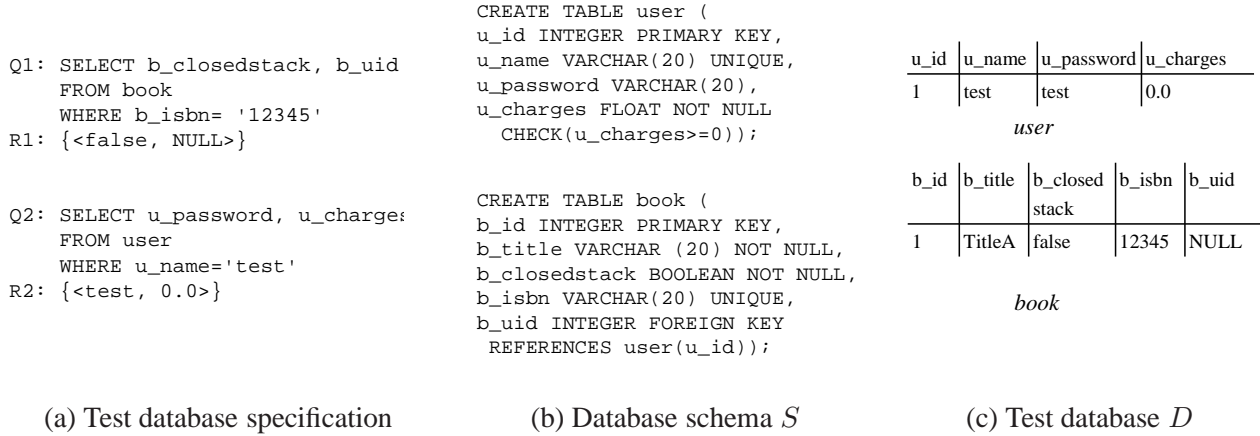 Q1: SELECT b_closedstack, b_uid
FROM book
WHERE b_isbn= '12345'
R1: {<false, NULL>}
Q2: SELECT u_password, u_charges
FROM user
WHERE u_name='test'
R2: {<test, 0.0>}
(a) Test database specification
CREATE TABLE user (
u_id INTEGER PRIMARY KEY,
u_name VARCHAR(20) UNIQUE,
u_password VARCHAR(20),
u_charges FLOAT NOT NULL
CHECK(u_charges>=0));
CREATE TABLE book (
b_id INTEGER PRIMARY KEY,
b_title VARCHAR (20) NOT NULL,
b_closedstack BOOLEAN NOT NULL,
b_isbn VARCHAR(20) UNIQUE,
b_uid INTEGER FOREIGN KEY
REFERENCES user(u_id));
(b) Database schema S
u_id u_name u_password u_charges
1 test test 0.0
user
b_id b_title b_closed b_isbn b_uid
stack
1 TitleA false 12345 NULL
book
(c) Test database D